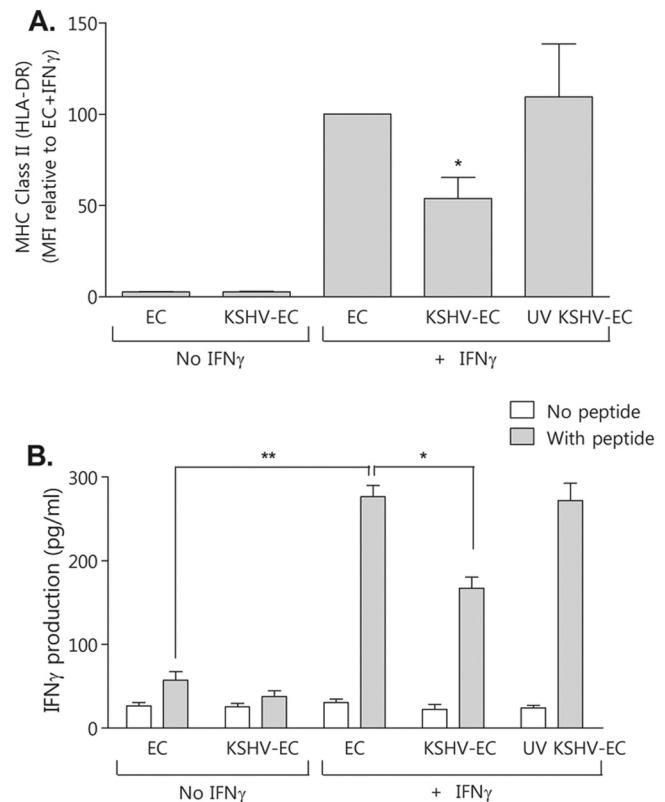 A.
MHC Class II (HLA-DR)
(MFI relative to EC+IFNγ)
150
100
50
0
*
EC KSHV-EC EC KSHV-EC UV KSHV-EC
No IFNγ + IFNγ
No peptide
With peptide
B.
IFNγ production (pg/ml)
300
200
100
0
** *
EC KSHV-EC EC KSHV-EC UV KSHV-EC
No IFNγ + IFNγ